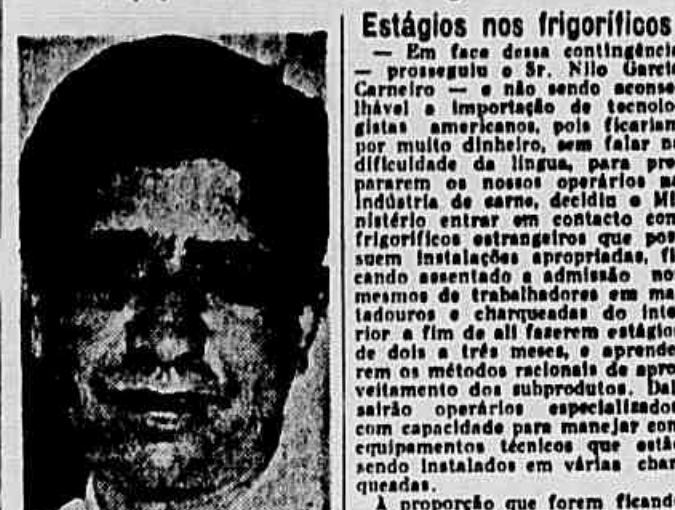 Estágios nos frigoríficos
— Em face dessa contingência
— prosseguiu o Sr. Nilo Garcia
Carneiro — e não sendo aconse
lhável a importação de tecnolo
gistas americanos, pois ficariam
por muito dinheiro, sem falar na
dificuldade da língua, para pre
pararem os nossos operários na
indústria de carne, decidiu o Mi
nistério entrar em contacto com
frigoríficos estrangeiros que pos
suem instalações apropriadas, fi
cando assentado a admissão nos
mesmos de trabalhadores em ma
tadouros e charqueadas do inte
rior a fim de ali fazerem estágios
de dois a três meses, e aprende
rem os métodos racionais de apro
veitamento dos subprodutos. Dali
sairão operários especializados
com capacidade para manejar com
equipamentos técnicos que estão
sendo instalados em várias char
queadas.
À proporção que forem ficando